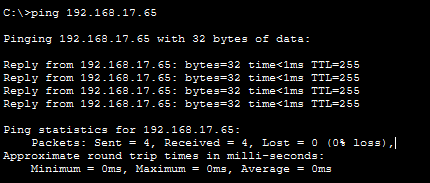 C:\>ping 192.168.17.65
Pinging 192.168.17.65 with 32 bytes of data:
Reply from 192.168.17.65: bytes=32 time<1ms TTL=255
Reply from 192.168.17.65: bytes=32 time<1ms TTL=255
Reply from 192.168.17.65: bytes=32 time<1ms TTL=255
Reply from 192.168.17.65: bytes=32 time<1ms TTL=255
Ping statistics for 192.168.17.65:
Packets: Sent = 4, Received = 4, Lost = 0 (0% loss),
Approximate round trip times in milli-seconds:
Minimum = 0ms, Maximum = 0ms, Average = 0ms